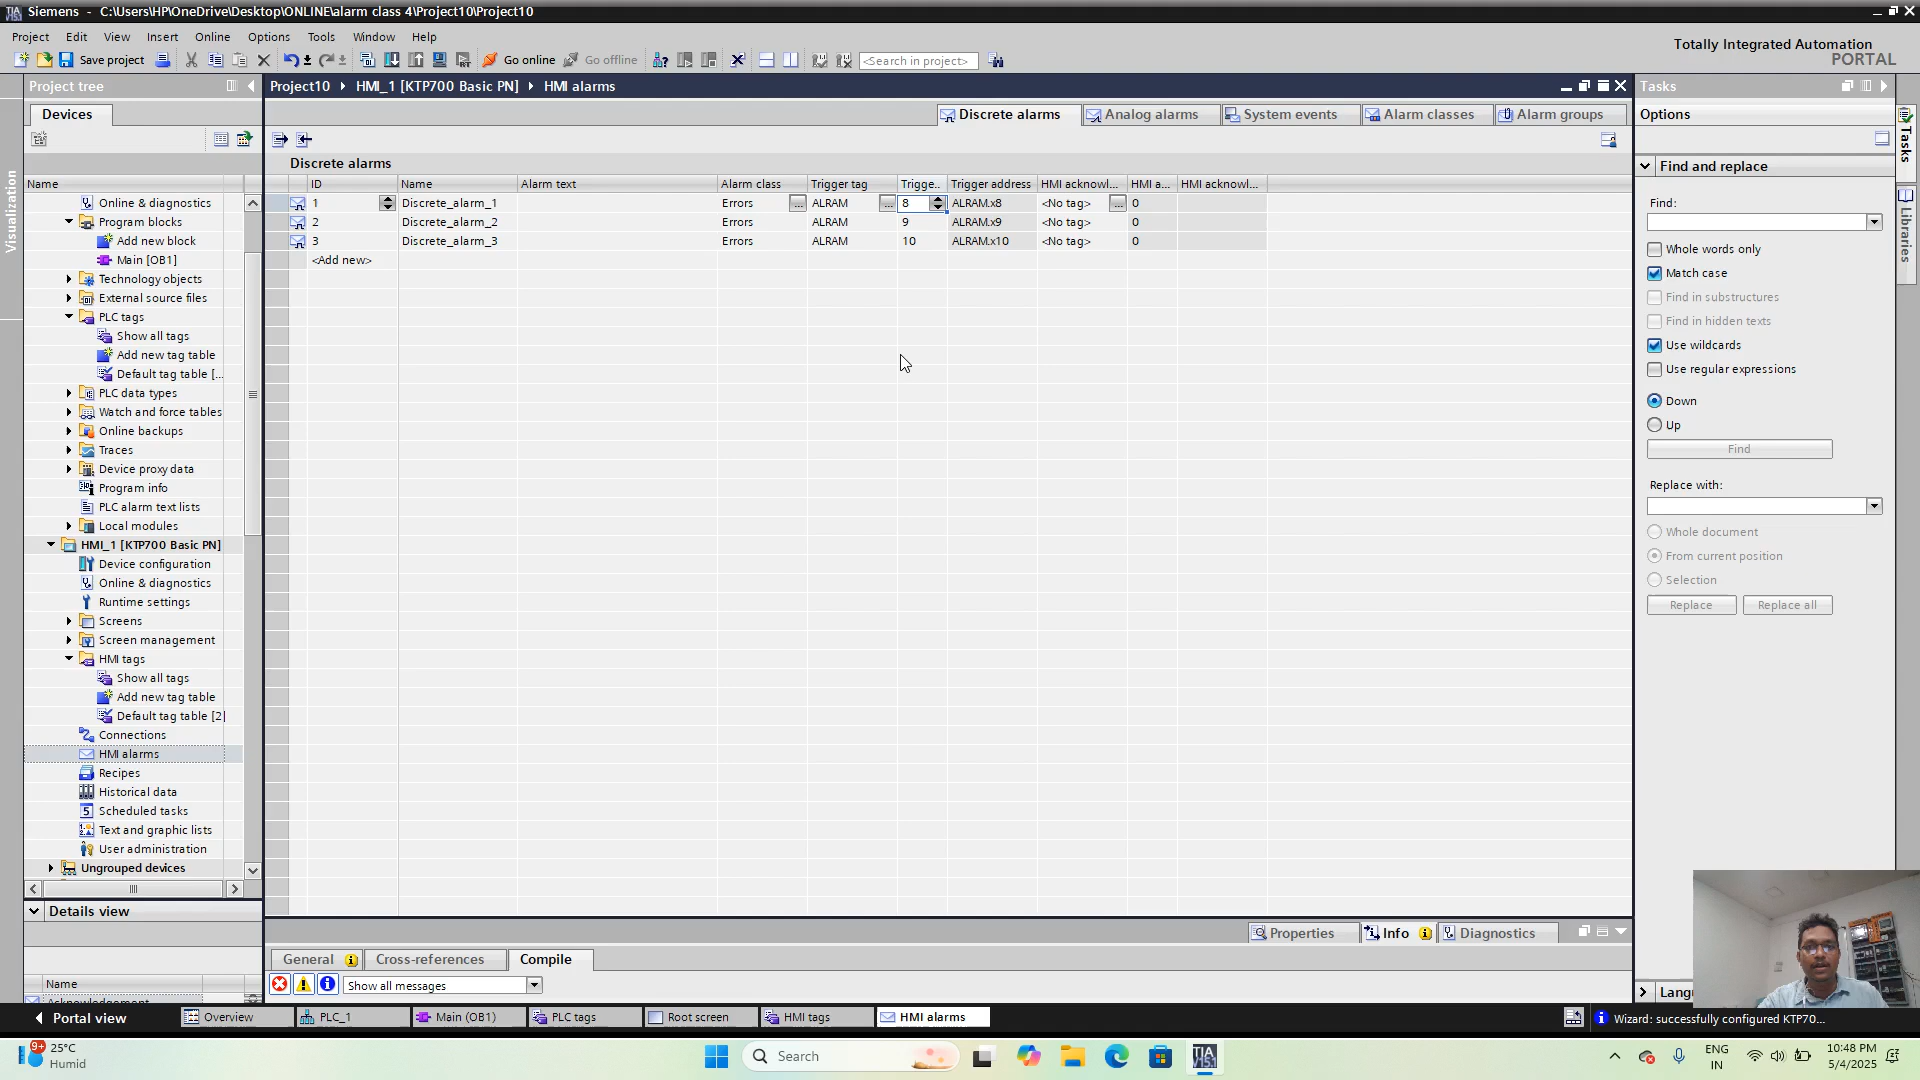 Siemens - C:\Users\HP\OneDrive\Desktop\ONLINE\alarm class 4\Project10\Project10
Project Edit View Insert Online Options Tools Window Help
Totally Integrated Automation
PORTAL
Save project
Go online
Go offline
<Search in project>
Project tree
Project10 HMI_1 [KTP700 Basic PN] HMI alarms
Tasks
Devices
Discrete alarms
Analog alarms
System events
Alarm classes
Alarm groups
Options
Discrete alarms
Find and replace
Name
ID Name Alarm text Alarm class Trigger tag Trigge.. Trigger address HMI acknowl... HMI a... HMI acknowl...
1 Discrete_alarm_1 Errors ... ALRAM ... 8 ALRAM.x8 <No tag> ... 0
2 Discrete_alarm_2 Errors ALRAM 9 ALRAM.x9 <No tag> 0
3 Discrete_alarm_3 Errors ALRAM 10 ALRAM.x10 <No tag> 0
<Add new>
Online & diagnostics
Program blocks
Add new block
Main [OB1]
Technology objects
External source files
PLC tags
Show all tags
Add new tag table
Default tag table [...
PLC data types
Watch and force tables
Online backups
Traces
Device proxy data
Program info
PLC alarm text lists
Local modules
HMI_1 [KTP700 Basic PN]
Device configuration
Online & diagnostics
Runtime settings
Screens
Screen management
HMI tags
Show all tags
Add new tag table
Default tag table [2]
Connections
HMI alarms
Recipes
Historical data
Scheduled tasks
Text and graphic lists
User administration
Ungrouped devices
Find:
Whole words only
Match case
Find in substructures
Find in hidden texts
Use wildcards
Use regular expressions
Down
Up
Find
Replace with:
Whole document
From current position
Selection
Replace
Replace all
Visualization
Tasks
Libraries
Details view
Name
Properties
Info
Diagnostics
General
Cross-references
Compile
Show all messages
Portal view
Overview
PLC_1
Main (OB1)
PLC tags
Root screen
HMI tags
HMI alarms
Wizard: successfully configured KTP70...
9+
25°C
Humid
Search
ENG
IN
10:48 PM
5/4/2025